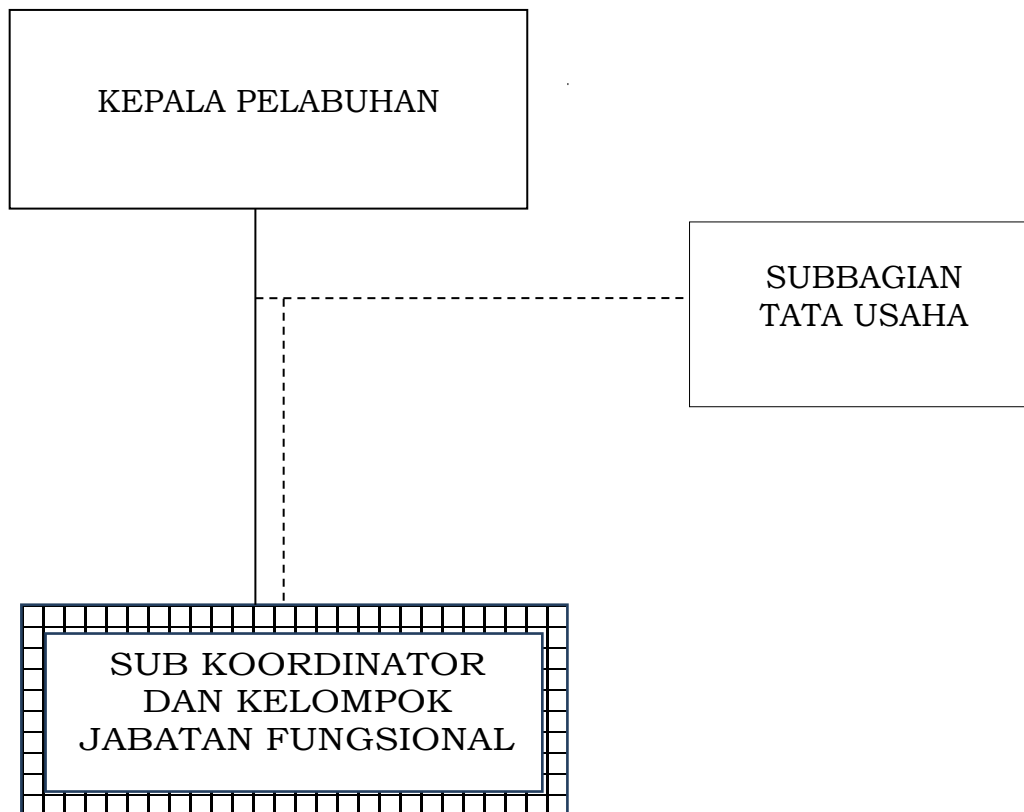 KEPALA PELABUHAN
SUBBAGIAN
TATA USAHA
SUB KOORDINATOR
DAN KELOMPOK
JABATAN FUNGSIONAL